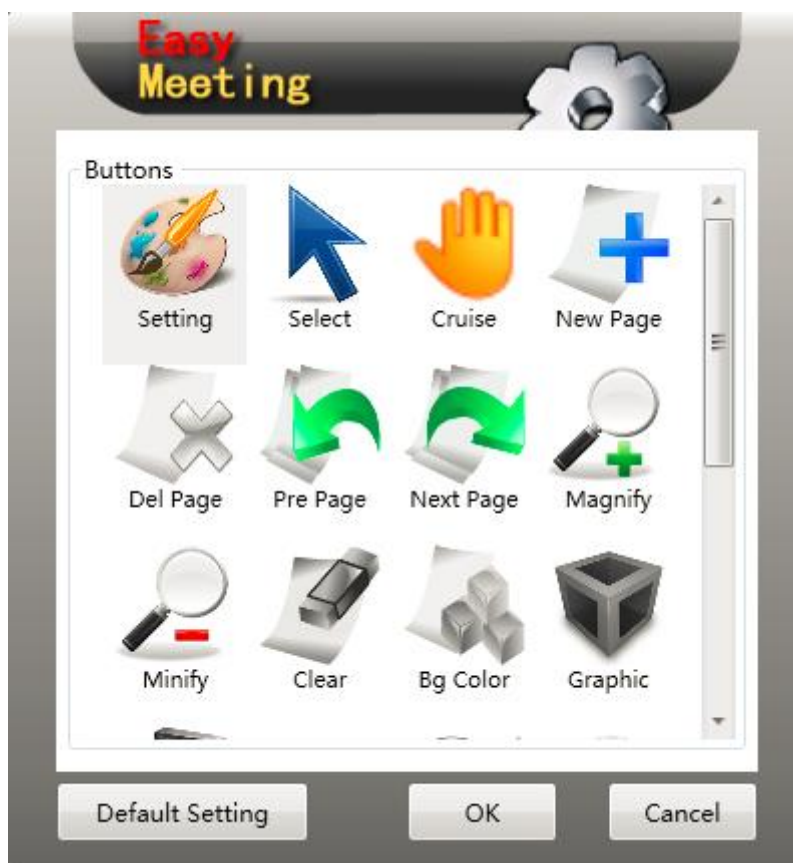 Easy
Meeting
Buttons
Setting Select Cruise New Page
Del Page Pre Page Next Page Magnify
Minify Clear Bg Color Graphic
Default Setting OK Cancel